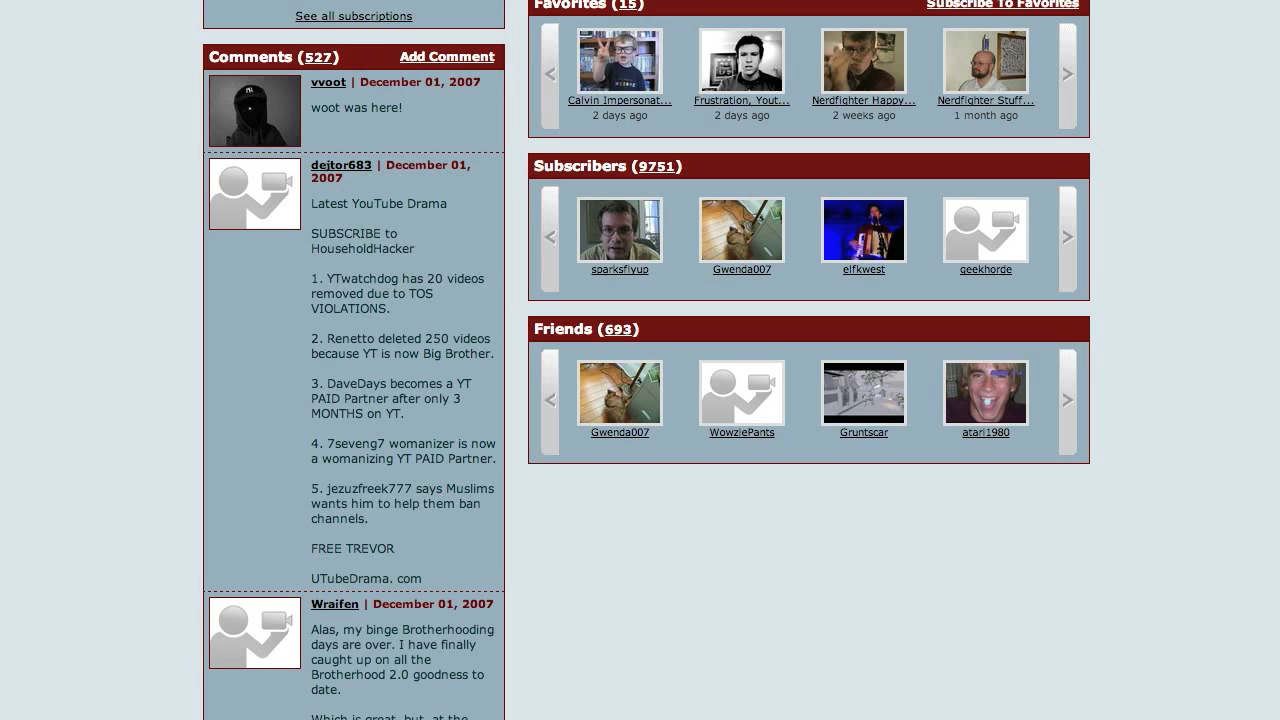 See all subscriptions
Comments (527) Add Comment
vvoot | December 01, 2007
woot was here!
dejtor683 | December 01,
2007
Latest YouTube Drama
SUBSCRIBE to
HouseholdHacker
1. YTwatchdog has 20 videos
removed due to TOS
VIOLATIONS.
2. Renetto deleted 250 videos
because YT is now Big Brother.
3. DaveDays becomes a YT
PAID Partner after only 3
MONTHS on YT.
4. 7seveng7 womanizer is now
a womanizing YT PAID Partner.
5. jezuzfreek777 says Muslims
wants him to help them ban
channels.
FREE TREVOR
UTubeDrama. com
Wraifen | December 01, 2007
Alas, my binge Brotherhooding
days are over. I have finally
caught up on all the
Brotherhood 2.0 goodness to
date.
Which is great, but, at the
Favorites (15) Subscribe To Favorites
< >
Calvin Impersonat... Frustration, Yout... Nerdfighter Happy... Nerdfighter Stuff...
2 days ago 2 days ago 2 weeks ago 1 month ago
Subscribers (9751)
< >
sparksflyup Gwenda007 elfkwest geekhorde
Friends (693)
< >
Gwenda007 WowziePants Gruntscar atari1980